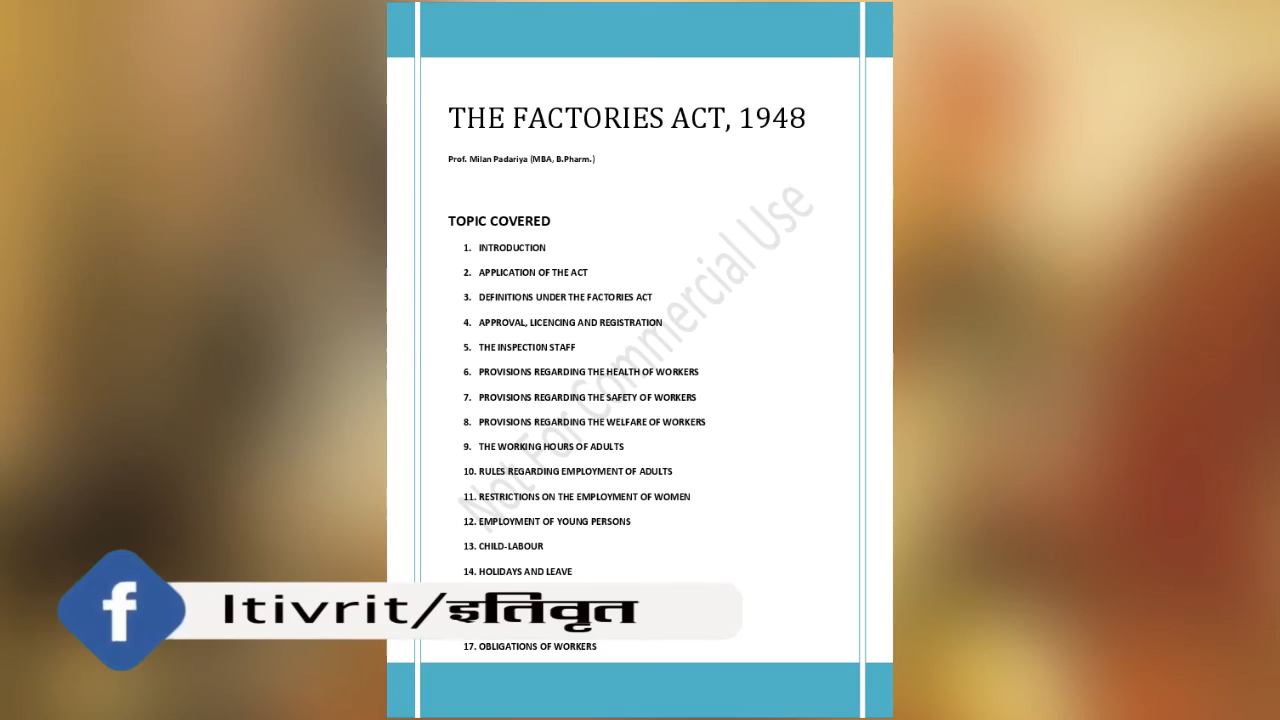 THE FACTORIES ACT, 1948
Prof. Milan Padariya (MBA, B.Pharm.)
TOPIC COVERED
1. INTRODUCTION
2. APPLICATION OF THE ACT
3. DEFINITIONS UNDER THE FACTORIES ACT
4. APPROVAL, LICENCING AND REGISTRATION
5. THE INSPECTI0N STAFF
6. PROVISIONS REGARDING THE HEALTH OF WORKERS
7. PROVISIONS REGARDING THE SAFETY OF WORKERS
8. PROVISIONS REGARDING THE WELFARE OF WORKERS
9. THE WORKING HOURS OF ADULTS
10. RULES REGARDING EMPLOYMENT OF ADULTS
11. RESTRICTIONS ON THE EMPLOYMENT OF WOMEN
12. EMPLOYMENT OF YOUNG PERSONS
13. CHILD-LABOUR
14. HOLIDAYS AND LEAVE
17. OBLIGATIONS OF WORKERS
Not For Commercial Use
f
Itivrit/इतिवृत